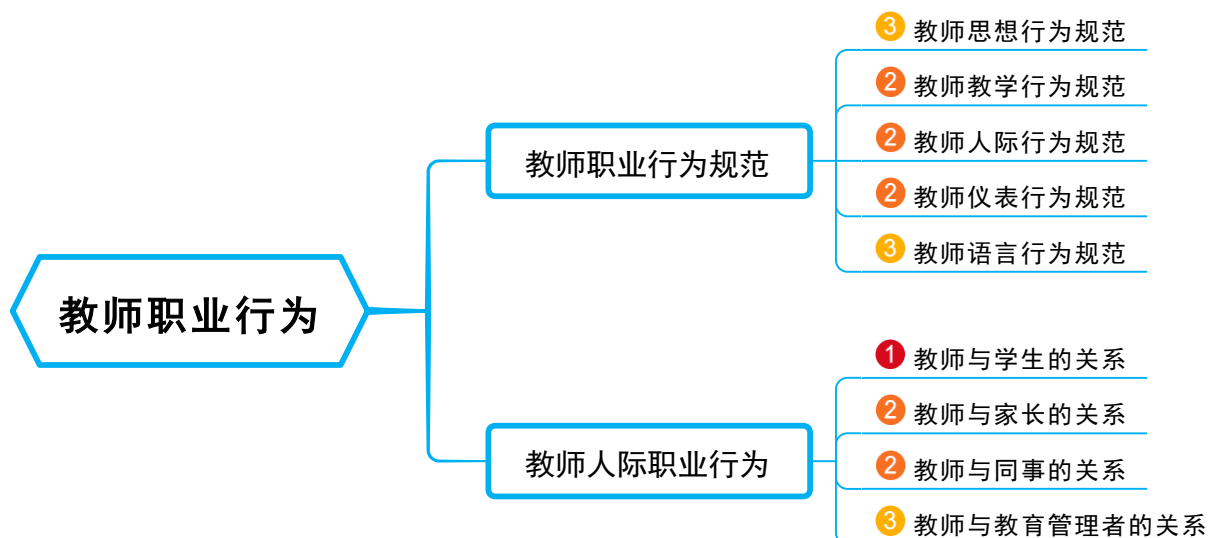 教师职业行为
教师职业行为规范
3 教师思想行为规范
2 教师教学行为规范
2 教师人际行为规范
2 教师仪表行为规范
3 教师语言行为规范
教师人际职业行为
1 教师与学生的关系
2 教师与家长的关系
2 教师与同事的关系
3 教师与教育管理者的关系